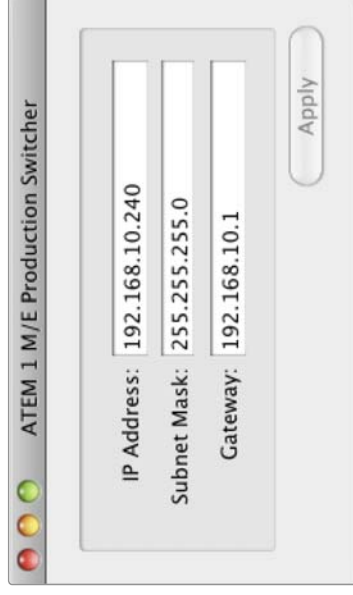 ATEM 1 M/E Production Switcher
IP Address: 192.168.10.240
Subnet Mask: 255.255.255.0
Gateway: 192.168.10.1
Apply